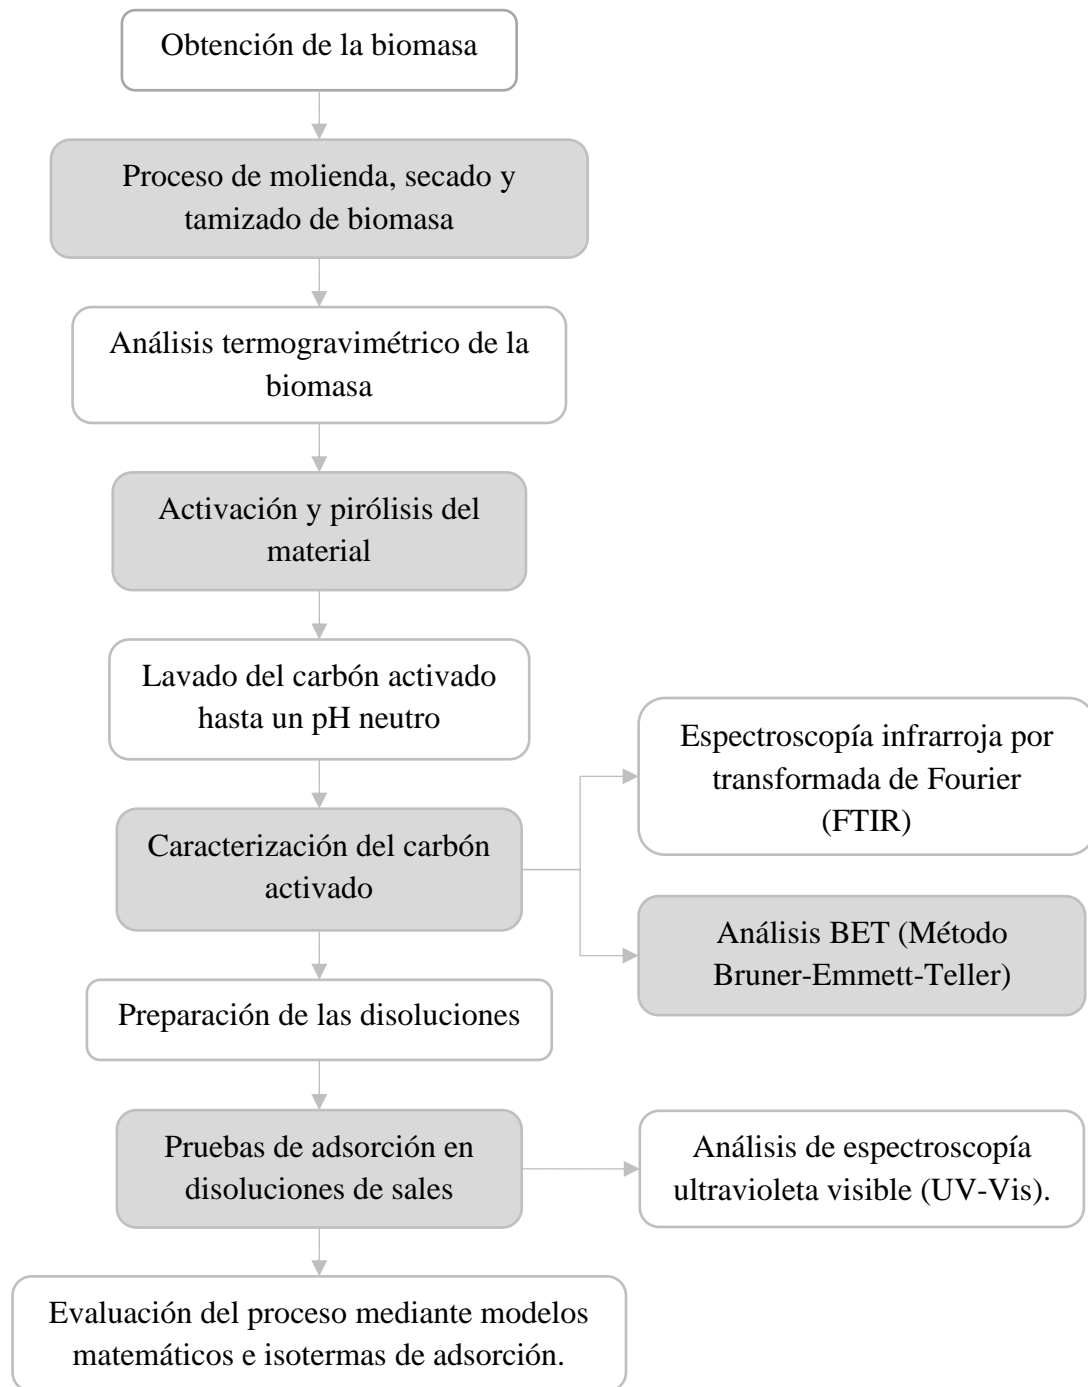 Obtención de la biomasa
Proceso de molienda, secado y
tamizado de biomasa
Análisis termogravimétrico de la
biomasa
Activación y pirólisis del
material
Lavado del carbón activado
hasta un pH neutro
Caracterización del carbón
activado
Espectroscopía infrarroja por
transformada de Fourier
(FTIR)
Análisis BET (Método
Bruner-Emmett-Teller)
Preparación de las disoluciones
Pruebas de adsorción en
disoluciones de sales
Análisis de espectroscopía
ultravioleta visible (UV-Vis).
Evaluación del proceso mediante modelos
matemáticos e isotermas de adsorción.